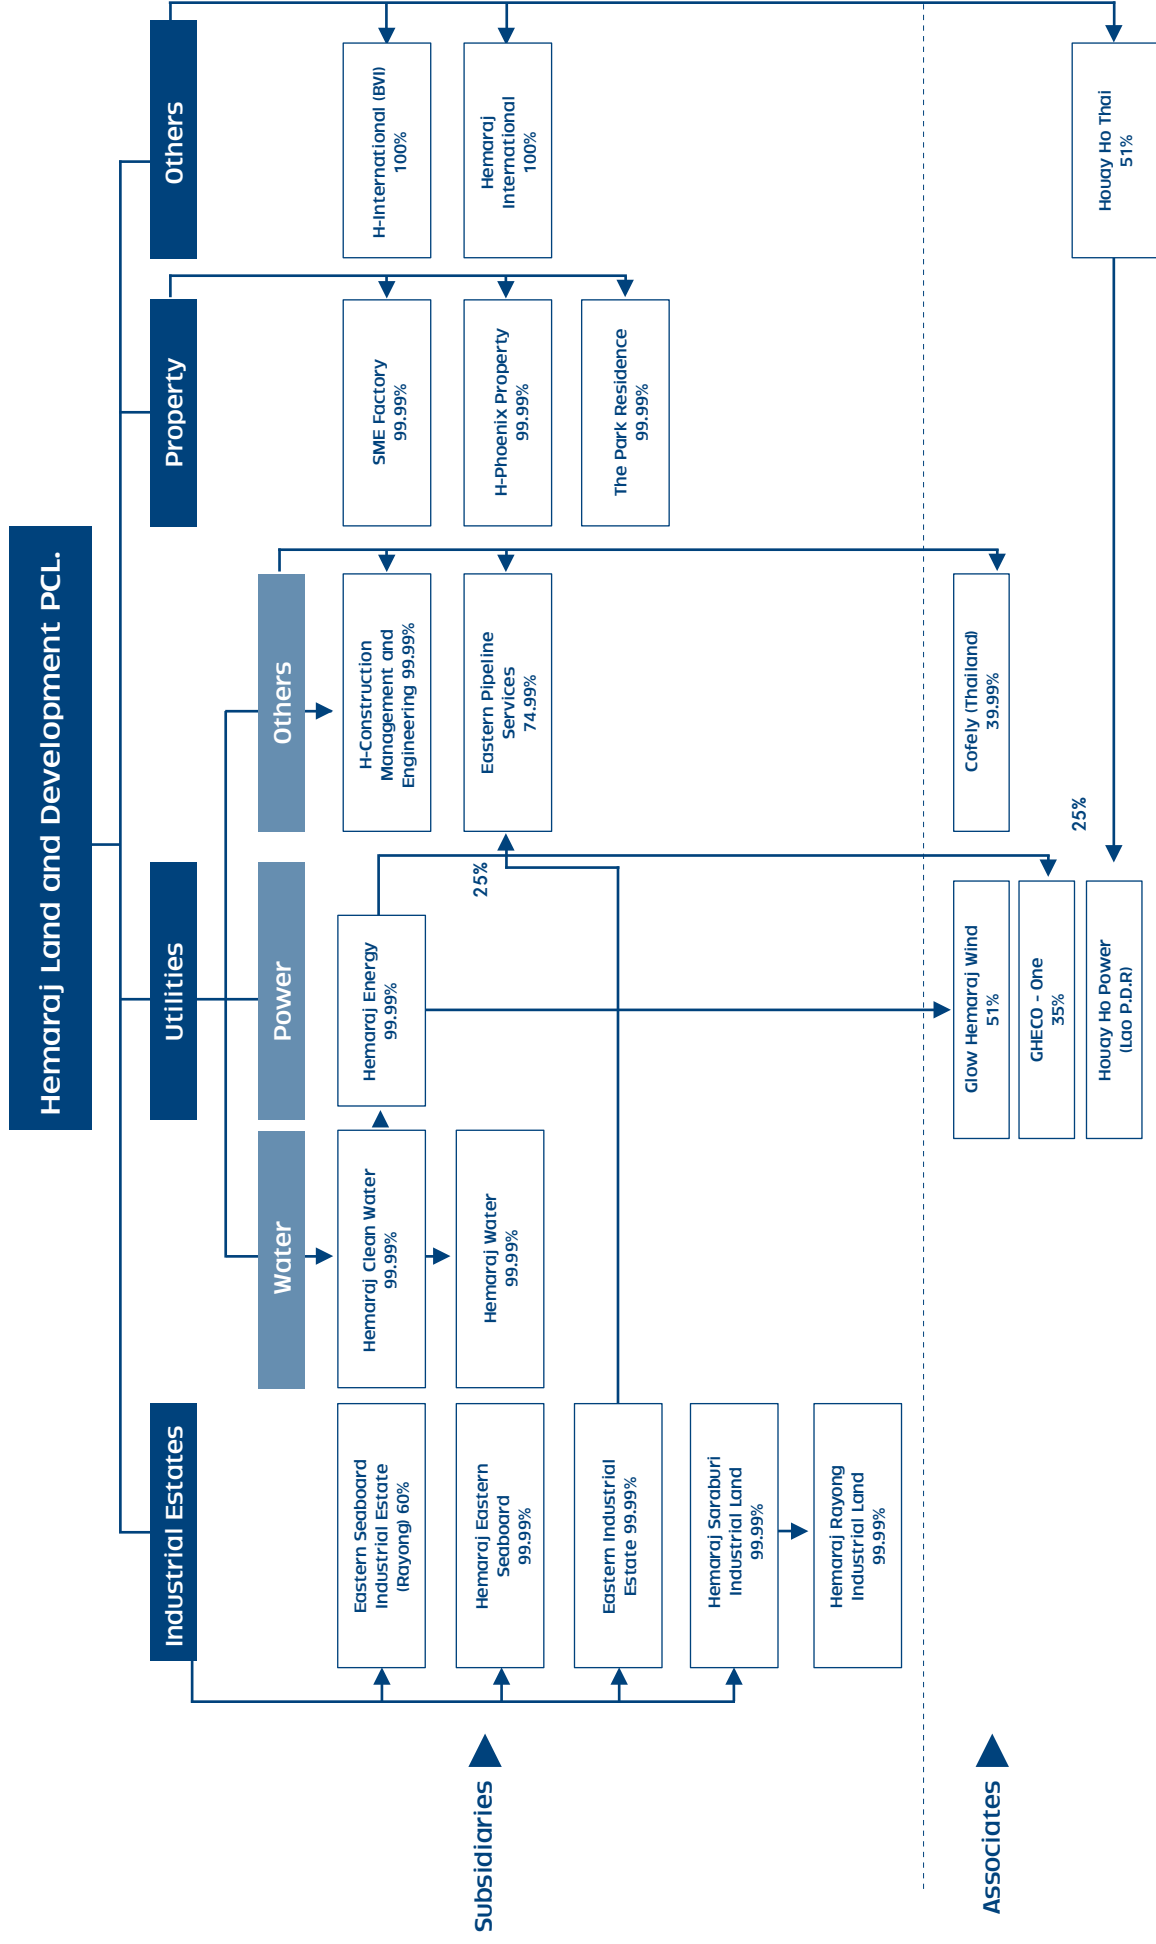 Hemaraj Land and Development PCL.
Industrial Estates
Utilities
Property
Others
Water
Power
Others
Subsidiaries
Eastern Seaboard
Industrial Estate
(Rayong) 60%
Hemaraj Clean Water
99.99%
Hemaraj Energy
99.99%
H-Construction
Management and
Engineering 99.99%
SME Factory
99.99%
H-International (BVI)
100%
Hemaraj Eastern
Seaboard
99.99%
Hemaraj Water
99.99%
25%
Eastern Pipeline
Services
74.99%
H-Phoenix Property
99.99%
Hemaraj
International
100%
Eastern Industrial
Estate 99.99%
The Park Residence
99.99%
Hemaraj Saraburi
Industrial Land
99.99%
Hemaraj Rayong
Industrial Land
99.99%
Associates
Glow Hemaraj Wind
51%
Cofely (Thailand)
39.99%
GHECO - One
35%
Houay Ho Power
(Lao P.D.R)
25%
Houay Ho Thai
51%